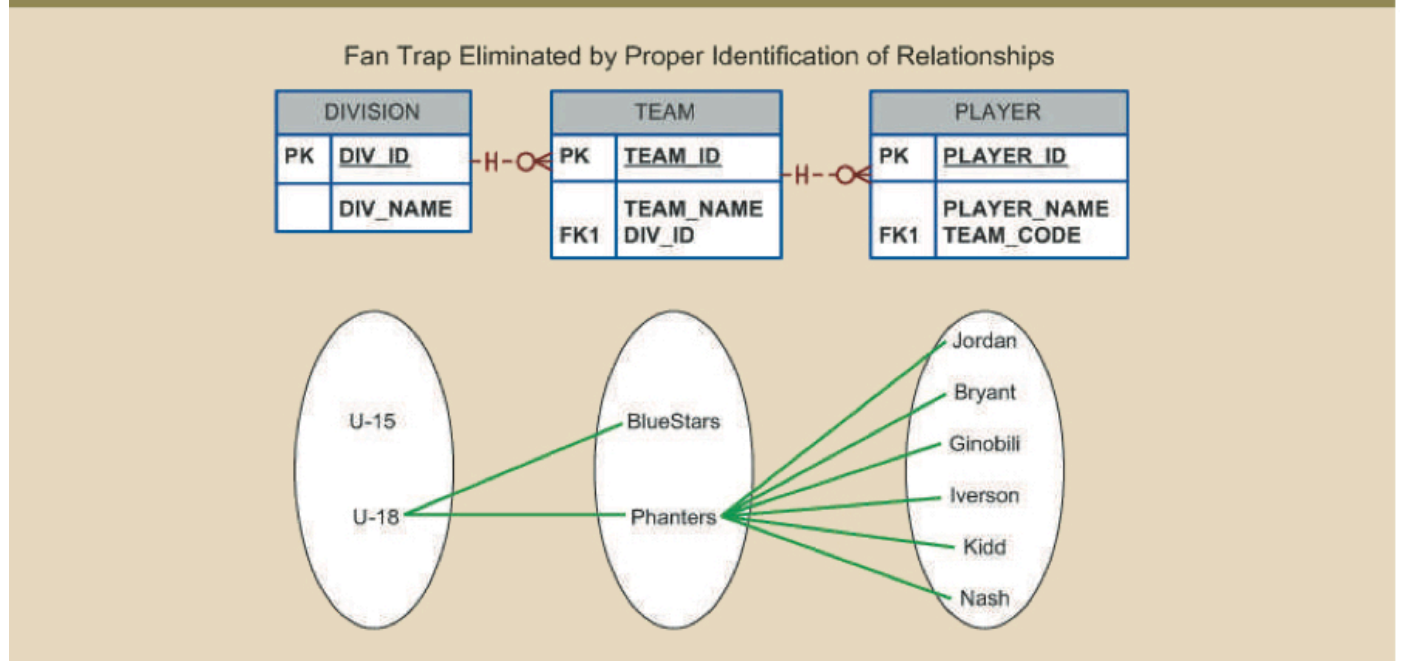 Fan Trap Eliminated by Proper Identification of Relationships
DIVISION
PK DIV_ID
DIV_NAME
TEAM
PK TEAM_ID
TEAM_NAME
FK1 DIV_ID
PLAYER
PK PLAYER_ID
PLAYER_NAME
FK1 TEAM_CODE
U-15
U-18
BlueStars
Phanters
Jordan
Bryant
Ginobili
Iverson
Kidd
Nash